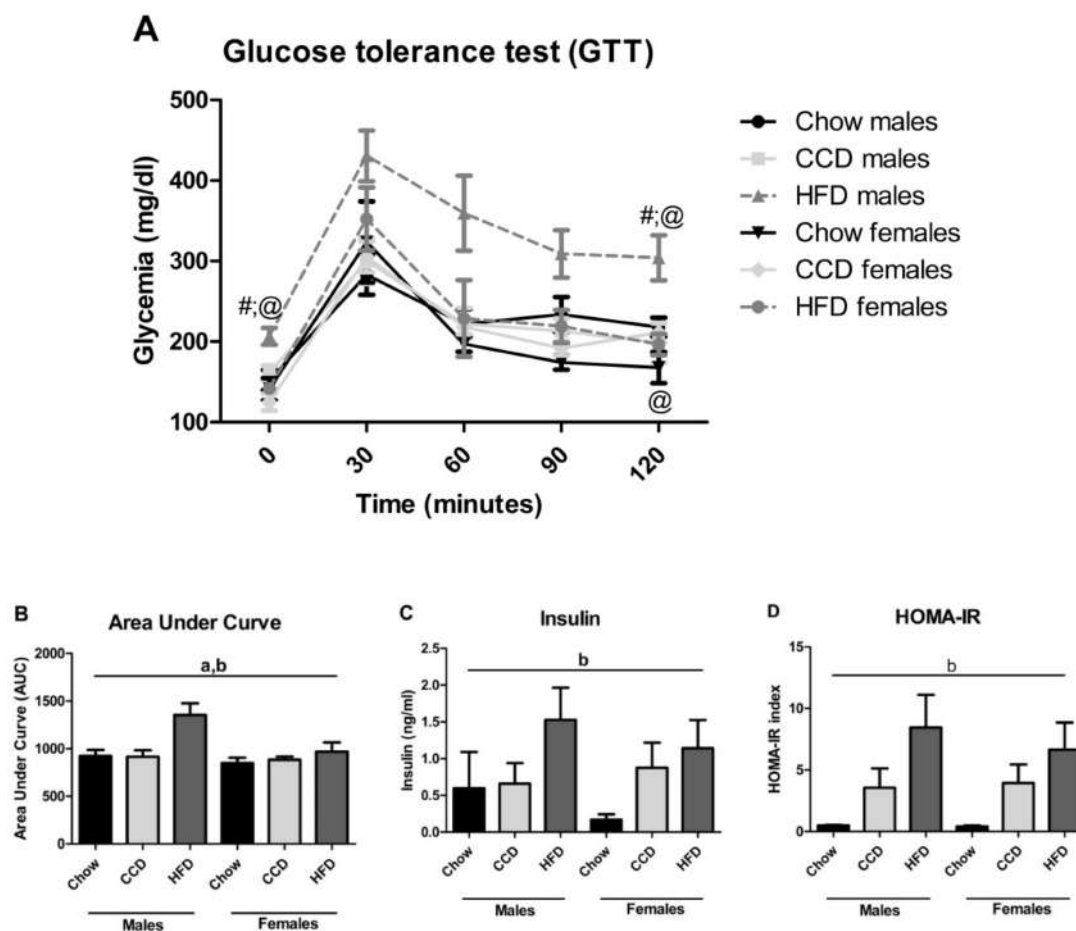 A
Glucose tolerance test (GTT)
Glycemia (mg/dl)
500
400
300
200
100
#;@
#;@
@
0
30
60
90
120
Time (minutes)
Chow males
CCD males
HFD males
Chow females
CCD females
HFD females
B
Area Under Curve
Area Under Curve (AUC)
2000
1500
1000
500
0
a,b
Chow
CCD
HFD
Chow
CCD
HFD
Males
Females
C
Insulin
Insulin (ng/ml)
2.5
2.0
1.5
1.0
0.5
0.0
b
Chow
CCD
HFD
Chow
CCD
HFD
Males
Females
D
HOMA-IR
HOMA-IR index
15
10
5
0
b
Chow
CCD
HFD
Chow
CCD
HFD
Males
Females